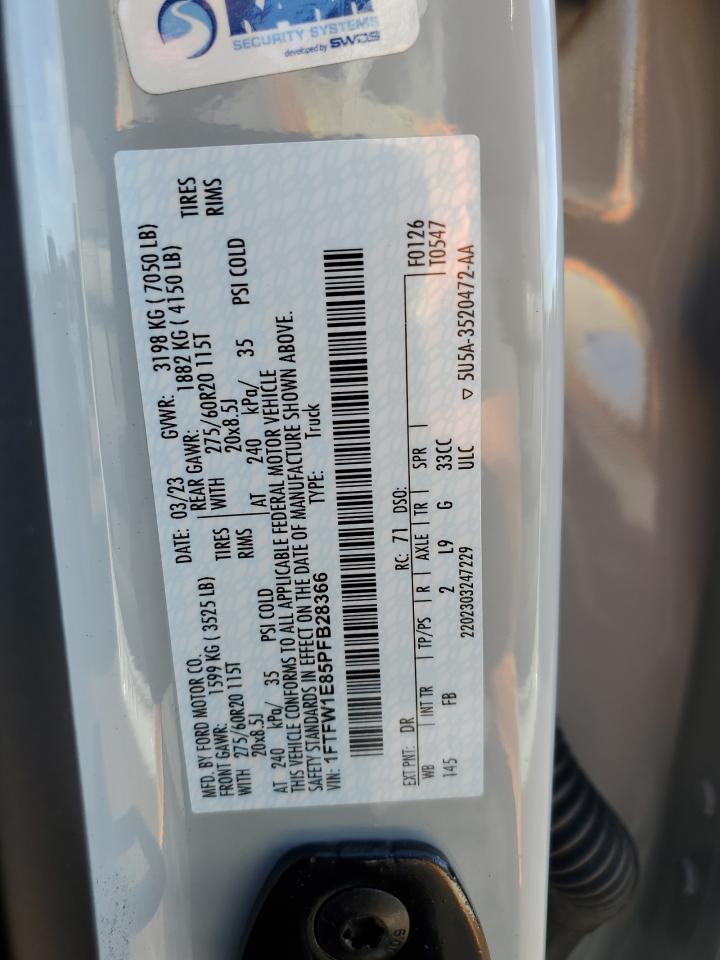 SECURITY SYSTEMS
developed by SWDS
MFD. BY FORD MOTOR CO.
DATE: 03/23 GVWR: 3198 KG ( 7050 LB)
FRONT GAWR: 1599 KG ( 3525 LB)
REAR GAWR: 1882 KG ( 4150 LB)
WITH 275/60R20 115T TIRES
20x8.5J RIMS
AT 240 kPa/ 35 PSI COLD
WITH 275/60R20 115T TIRES
20x8.5J RIMS
AT 240 kPa/ 35 PSI COLD
THIS VEHICLE CONFORMS TO ALL APPLICABLE FEDERAL MOTOR VEHICLE
SAFETY STANDARDS IN EFFECT ON THE DATE OF MANUFACTURE SHOWN ABOVE.
VIN: 1FTFW1E85PFB28366 TYPE: Truck
F0126
T0547
EXT PNT: DR RC: 71 DSO:
WB INT TR TP/PS R AXLE TR SPR
145 FB 2 L9 G 33CC
2202303247229 ULC
▽ 5U5A-3520472-AA
10.9